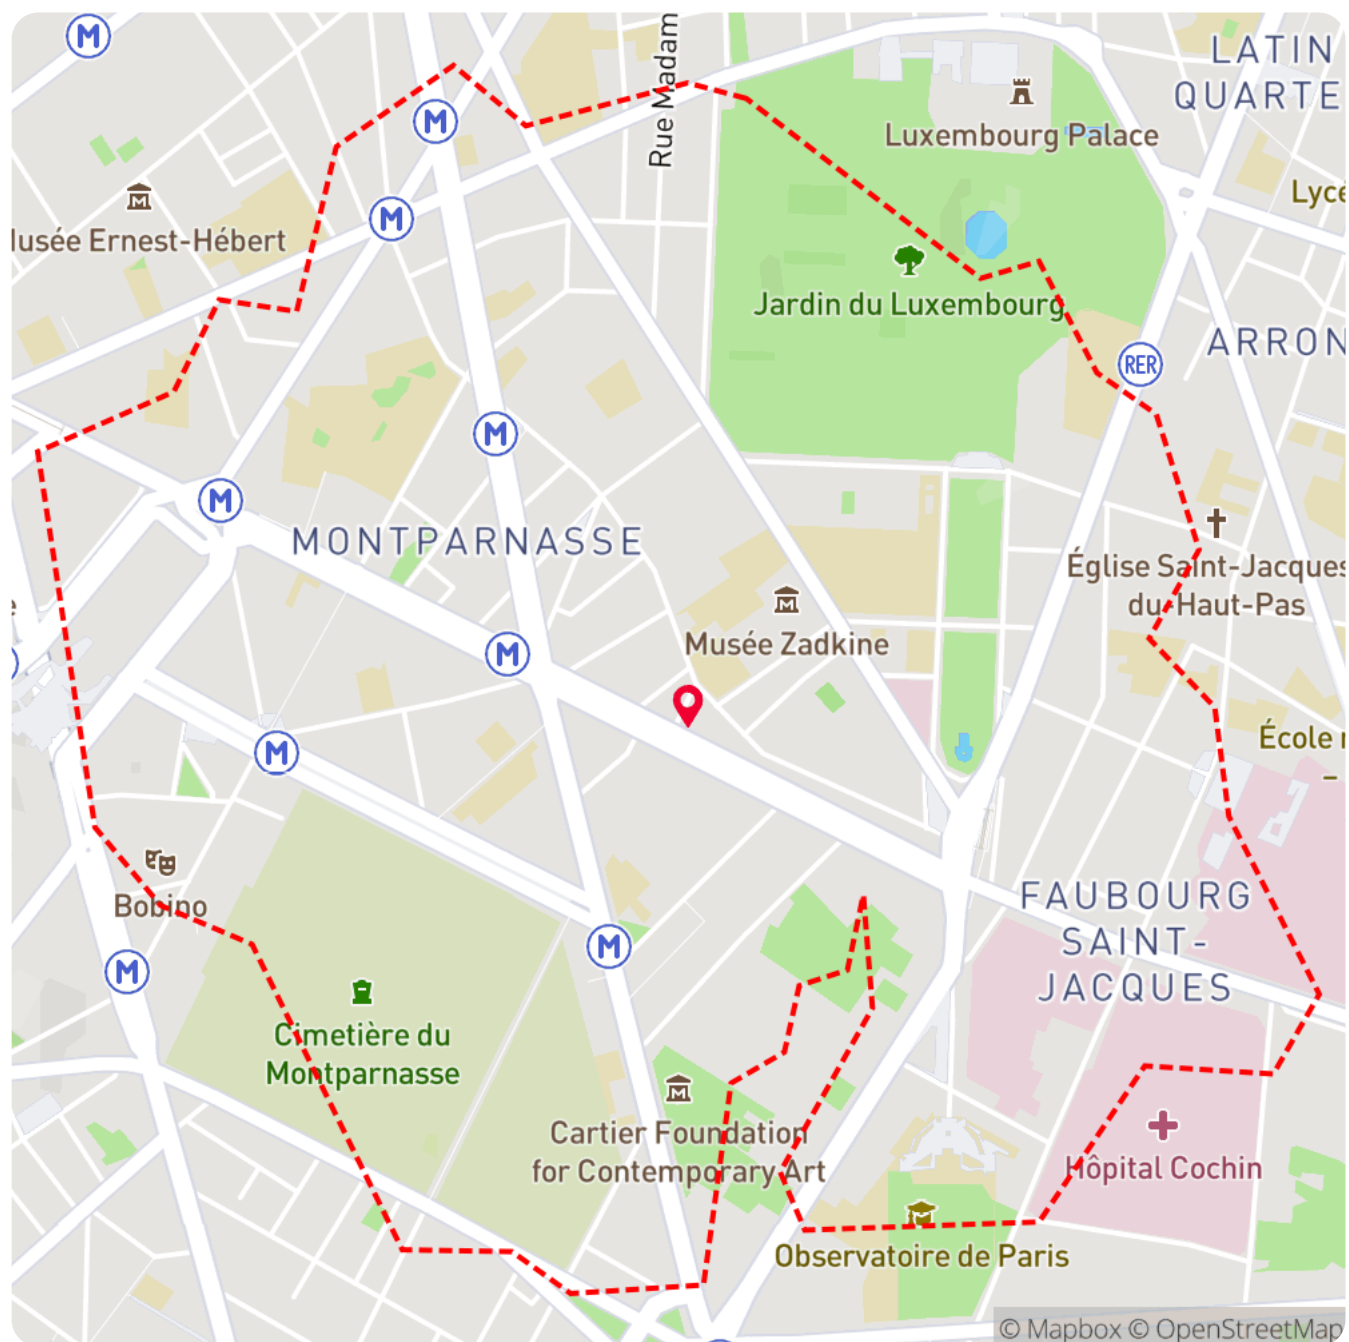 M
Rue Madam
LATIN
QUARTE
Luxembourg Palace
M
Lycé
M
usée Ernest-Hébert
Jardin du Luxembourg
ARRON
RER
M
M
MONTPARNASSE
Église Saint-Jacques
du-Haut-Pas
e
Musée Zadkine
M
École
–
M
Bobino
FAUBOURG
SAINT-
JACQUES
M
M
Cimetière du
Montparnasse
Cartier Foundation
for Contemporary Art
Hôpital Cochin
Observatoire de Paris
© Mapbox © OpenStreetMap